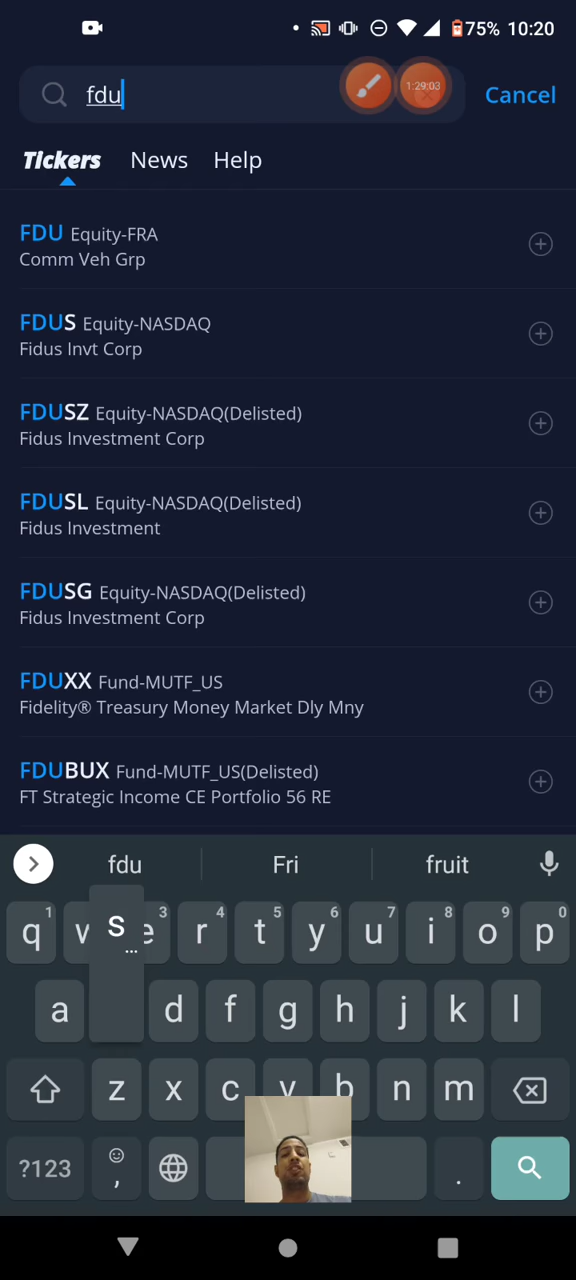 75% 10:20
fdu 1:29:03 Cancel
Tickers News Help
FDU Equity-FRA
Comm Veh Grp
FDUS Equity-NASDAQ
Fidus Invt Corp
FDUSZ Equity-NASDAQ(Delisted)
Fidus Investment Corp
FDUSL Equity-NASDAQ(Delisted)
Fidus Investment
FDUSG Equity-NASDAQ(Delisted)
Fidus Investment Corp
FDUXX Fund-MUTF_US
Fidelity® Treasury Money Market Dly Mny
FDUBUX Fund-MUTF_US(Delisted)
FT Strategic Income CE Portfolio 56 RE
fdu Fri fruit
q 1 w s ... e 3 r 4 t 5 y 6 u 7 i 8 o 9 p 0
a d f g h j k l
z x c v b n m
?123 , .